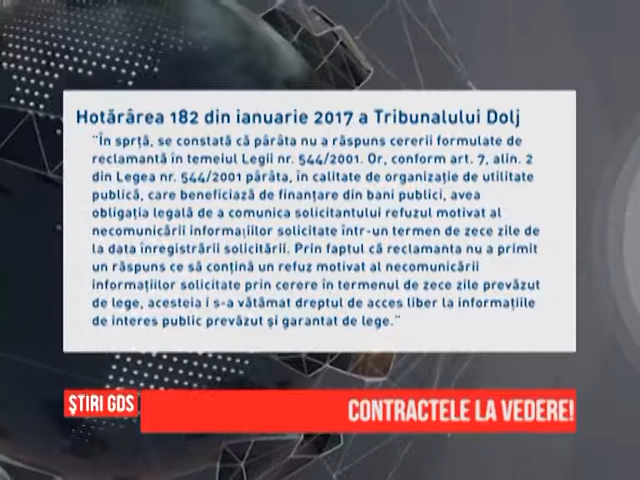 Hotărârea 182 din ianuarie 2017 a Tribunalului Dolj
"În sprță, se constată că pârâta nu a răspuns cererii formulate de
reclamantă în temeiul Legii nr. 544/2001. Or, conform art. 7, alin. 2
din Legea nr. 544/2001 pârâta, în calitate de organizație de utilitate
publică, care beneficiază de finanțare din bani publici, avea
obligația legală de a comunica solicitantului refuzul motivat al
necomunicării informațiilor solicitate într-un termen de zece zile de
la data înregistrării solicitării. Prin faptul că reclamanta nu a primit
un răspuns ce să conțină un refuz motivat al necomunicării
informațiilor solicitate prin cerere în termenul de zece zile prevăzut
de lege, acesteia i s-a vătămat dreptul de acces liber la informațiile
de interes public prevăzut și garantat de lege."
ȘTIRI GDS
CONTRACTELE LA VEDERE!